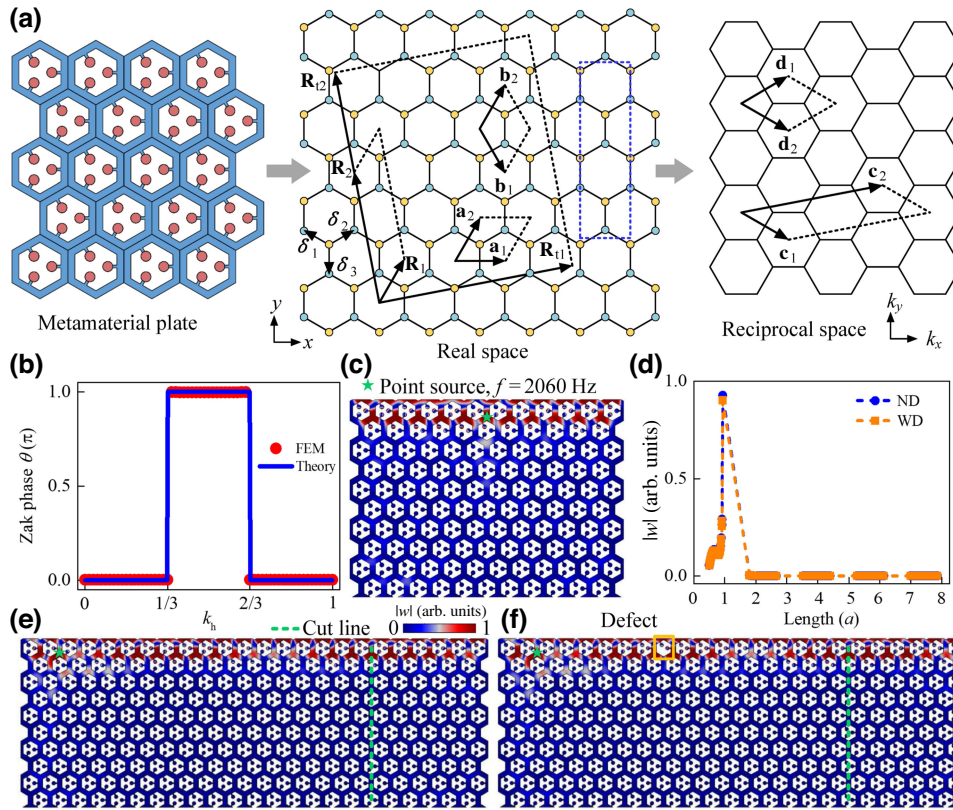 (a)
R_t2
b_2
b_1
R_2
R_1
δ_1
δ_2
δ_3
a_2
a_1
R_t1
d_1
d_2
c_2
c_1
y
x
k_y
k_x
Metamaterial plate
Real space
Reciprocal space
(b)
Zak phase θ(π)
1.0
0.5
0.0
FEM
Theory
0
1/3
2/3
1
k_h
(c)
Point source, f = 2060 Hz
(d)
|w| (arb. units)
1.0
0.5
0.0
ND
WD
0 1 2 3 4 5 6 7 8
Length (a)
(e)
Cut line
|w| (arb. units)
0 1
(f)
Defect